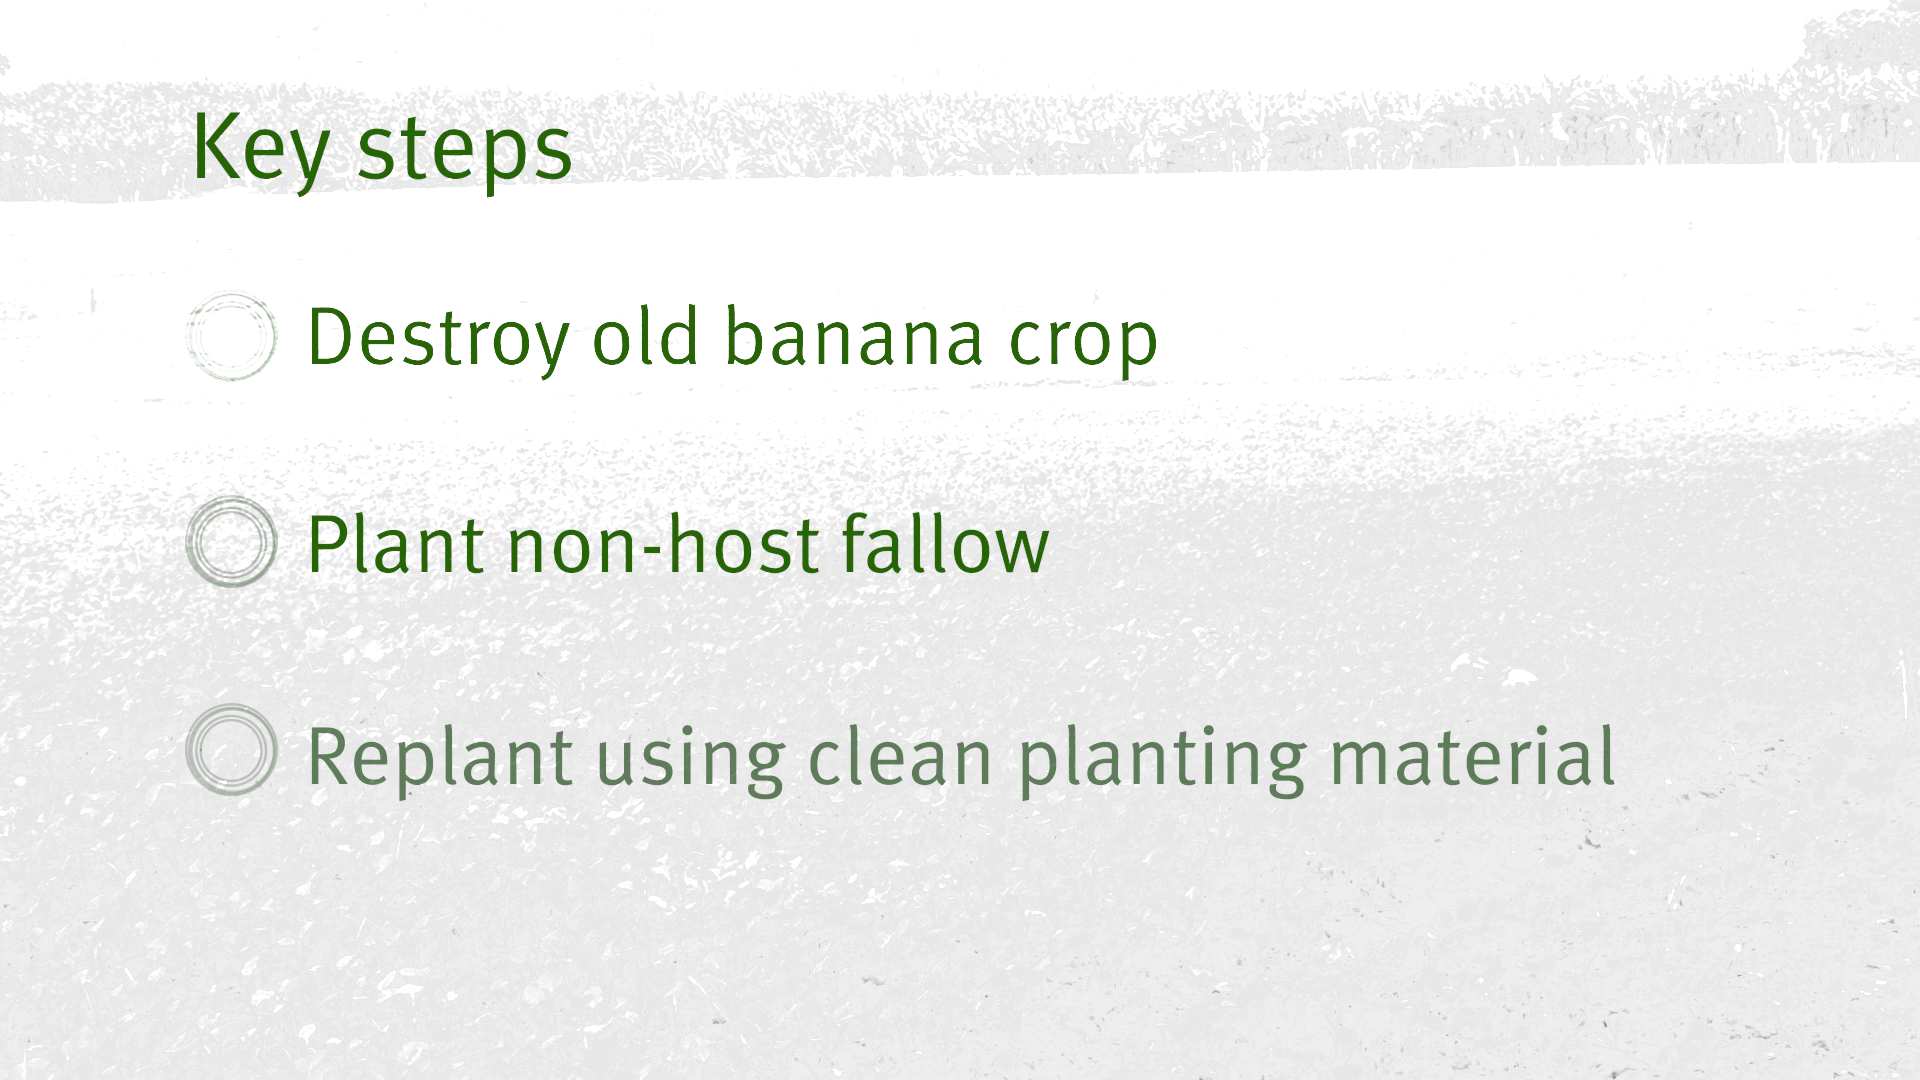 Key steps
Destroy old banana crop
Plant non-host fallow
Replant using clean planting material